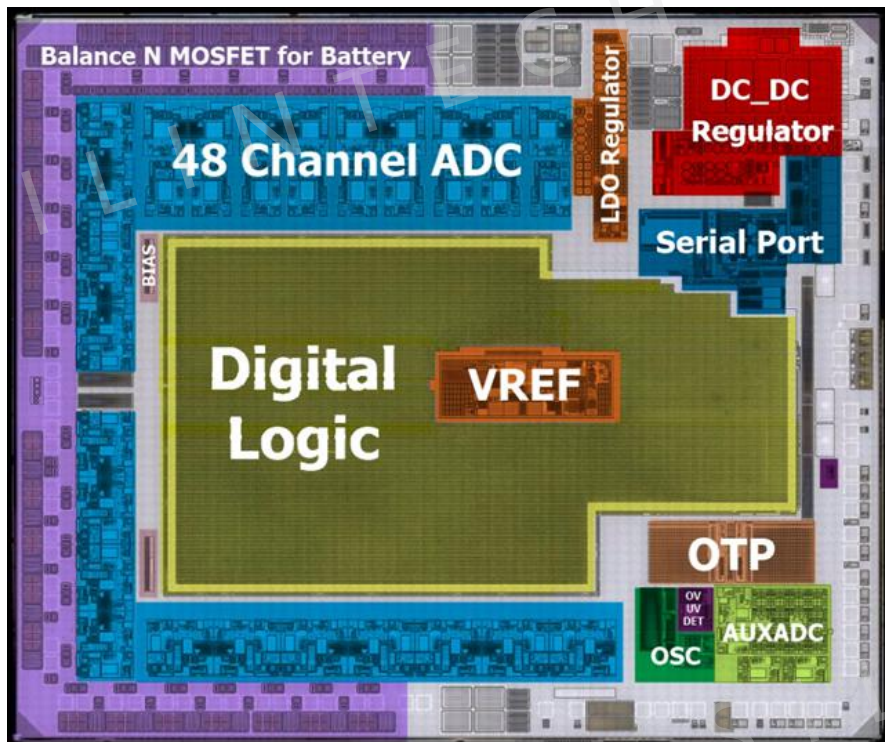 Balance N MOSFET for Battery
48 Channel ADC
LDO Regulator
DC_DC
Regulator
Serial Port
BIAS
Digital
Logic
VREF
OTP
OV
UV
DET
OSC
AUXADC
ILINTESH